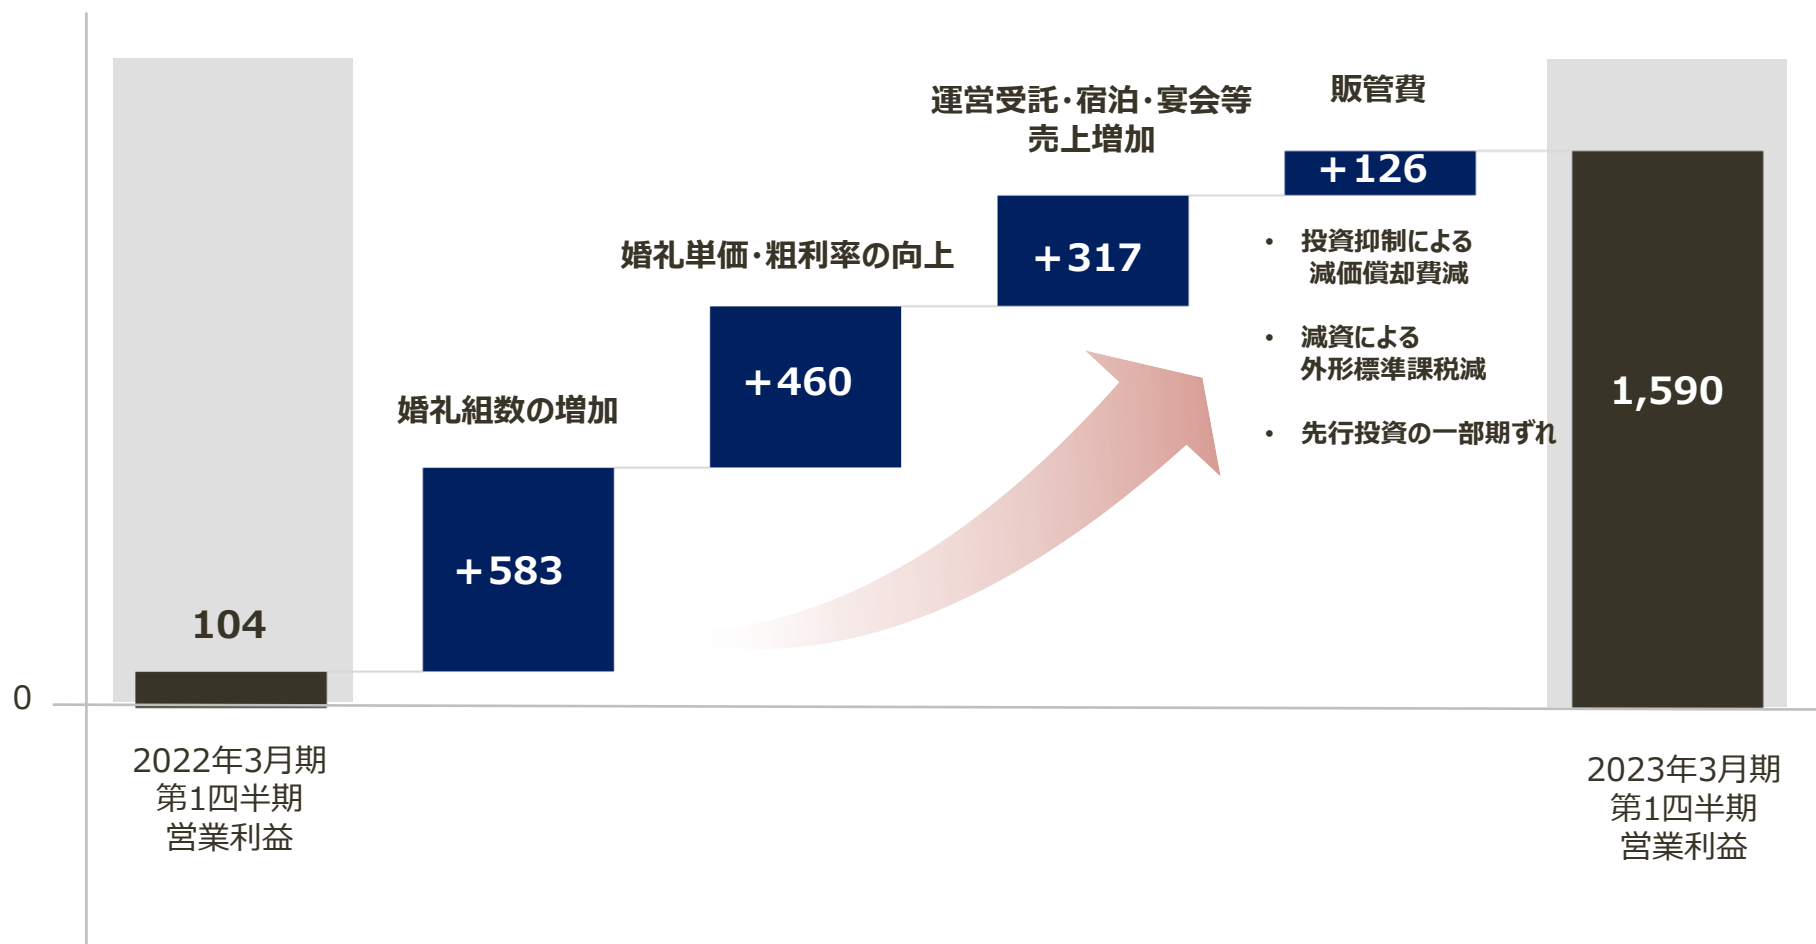 運営受託・宿泊・宴会等
売上増加
販管費
+126
+317
婚礼単価・粗利率の向上
・ 投資抑制による
減価償却費減
・ 減資による
外形標準課税減
・ 先行投資の一部期ずれ
+460
1,590
婚礼組数の増加
+583
104
0
2022年3月期
第1四半期
営業利益
2023年3月期
第1四半期
営業利益